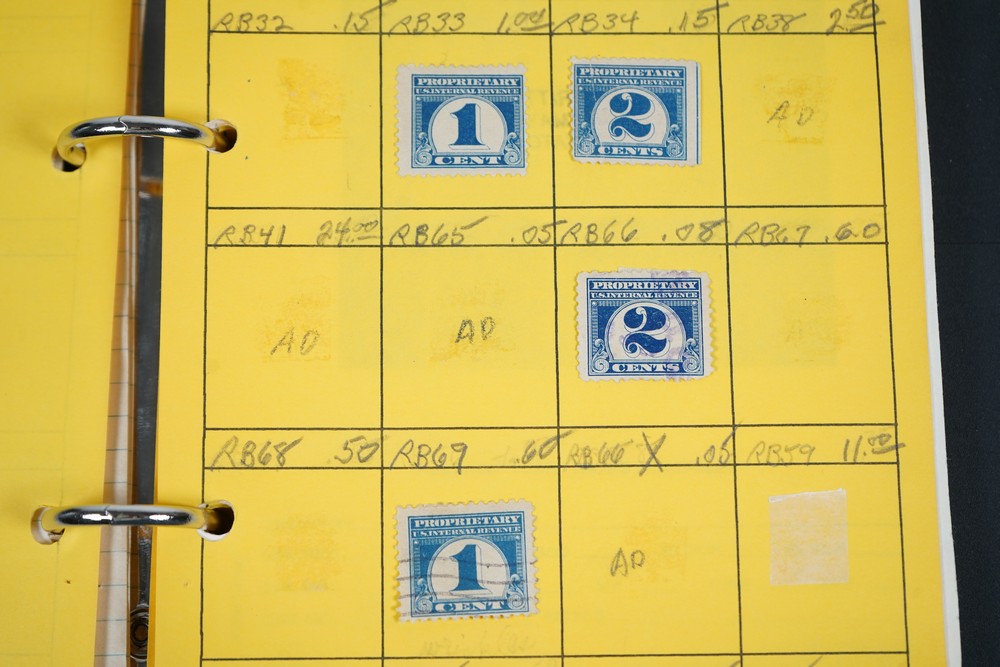 RB32 .15 RB33 1.00 RB34 .15 RB38 2.50
PROPRIETARY
U.S. INTERNAL REVENUE
1
CENT
PROPRIETARY
U.S. INTERNAL REVENUE
2
CENTS
AD
RB41 24.00 RB65 .05 RB66 .08 RB67 .60
AD
AD
PROPRIETARY
U.S. INTERNAL REVENUE
2
CENTS
AD
RB68 .50 RB69 .60 RB66 X .05 RB59 11.00
PROPRIETARY
U.S. INTERNAL REVENUE
1
CENT
AD